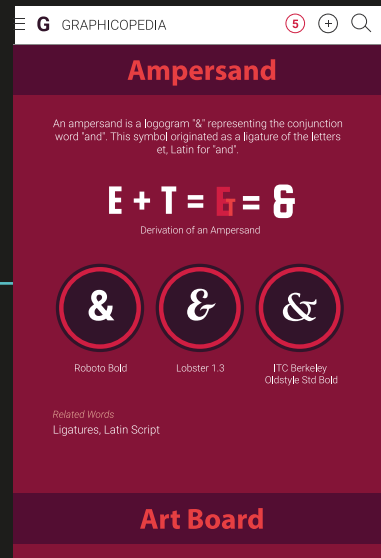 G GRAPHICOPEDIA 5 +
Ampersand
An ampersand is a logogram "&" representing the conjunction
word "and". This symbol originated as a ligature of the letters
et, Latin for "and".
E + T = & = &
Derivation of an Ampersand
& & &
Roboto Bold Lobster 1.3 ITC Berkeley
Oldstyle Std Bold
Related Words
Ligatures, Latin Script
Art Board